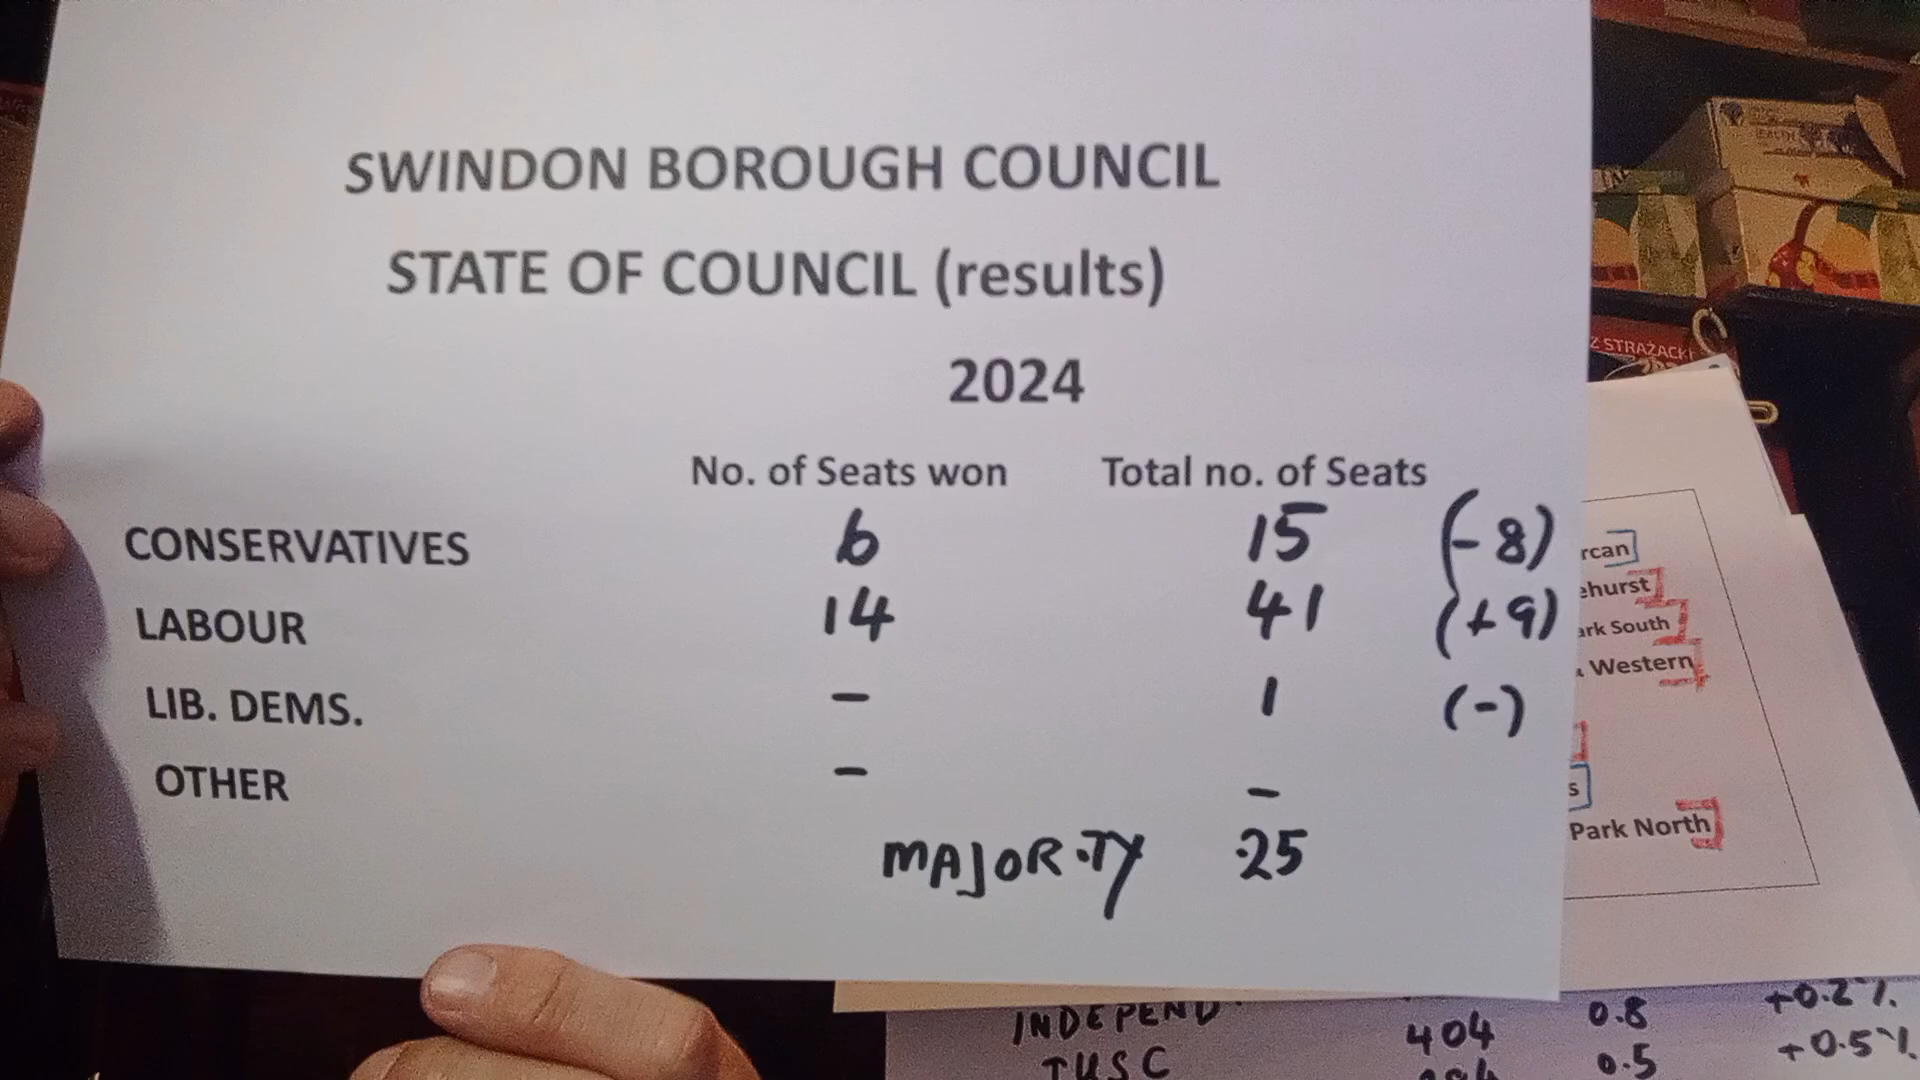 SWINDON BOROUGH COUNCIL
STATE OF COUNCIL (results)
2024
No. of Seats won Total no. of Seats
CONSERVATIVES 6 15 (-8)
LABOUR 14 41 (+9)
LIB. DEMS. - 1 (-)
OTHER - -
MAJORITY 25
Z STRAŻACKI
rcan
ehurst
ark South
Western
s
Park North
INDEPEND 404 0.8 +0.2%
TUSC 0.5 +0.5%